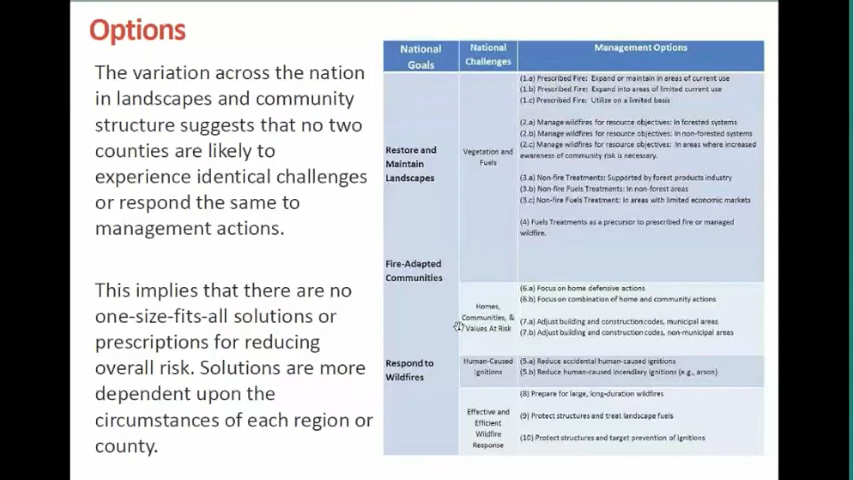 Options
The variation across the nation
in landscapes and community
structure suggests that no two
counties are likely to
experience identical challenges
or respond the same to
management actions.
This implies that there are no
one-size-fits-all solutions or
prescriptions for reducing
overall risk. Solutions are more
dependent upon the
circumstances of each region or
county.
National
Goals
National
Challenges
Management Options
Restore and
Maintain
Landscapes
Fire-Adapted
Communities
Respond to
Wildfires
Vegetation and
Fuels
(1.a) Prescribed Fire: Expand or maintain in areas of current use
(1.b) Prescribed Fire: Expand into areas of limited current use
(1.c) Prescribed Fire: Utilize on a limited basis
(2.a) Manage wildfires for resource objectives: In forested systems
(2.b) Manage wildfires for resource objectives: In non-forested systems
(2.c) Manage wildfires for resource objectives: In areas where increased
awareness of community risk is necessary.
(3.a) Non-fire Treatments: Supported by forest products industry
(3.b) Non-fire Fuels Treatments: In non-forest areas
(3.c) Non-fire Fuels Treatment: In areas with limited economic markets
(4) Fuels Treatments as a precursor to prescribed fire or managed
wildfire.
Homes,
Communities, &
Values At Risk
(6.a) Focus on home defensive actions
(6.b) Focus on combination of home and community actions
(7.a) Adjust building and construction codes, municipal areas
(7.b) Adjust building and construction codes, non-municipal areas
Human-Caused
Ignitions
(5.a) Reduce accidental human-caused ignitions
(5.b) Reduce human-caused incendiary ignitions (e.g., arson)
Effective and
Efficient
Wildfire
Response
(8) Prepare for large, long-duration wildfires
(9) Protect structures and treat landscape fuels
(10) Protect structures and target prevention of ignitions